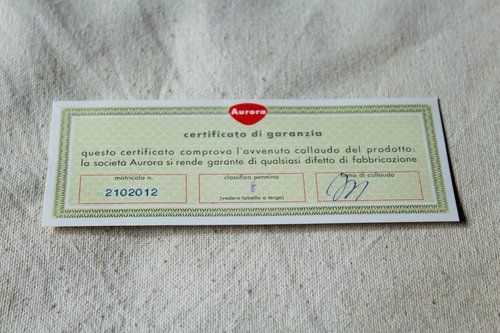 Aurora
certificato di garanzia
questo certificato comprova l'avvenuto collaudo del prodotto:
la società Aurora si rende garante di qualsiasi difetto di fabbricazione
matricola n. classifica pennino firma di collaudo
2102012
(vedere tabella a tergo)